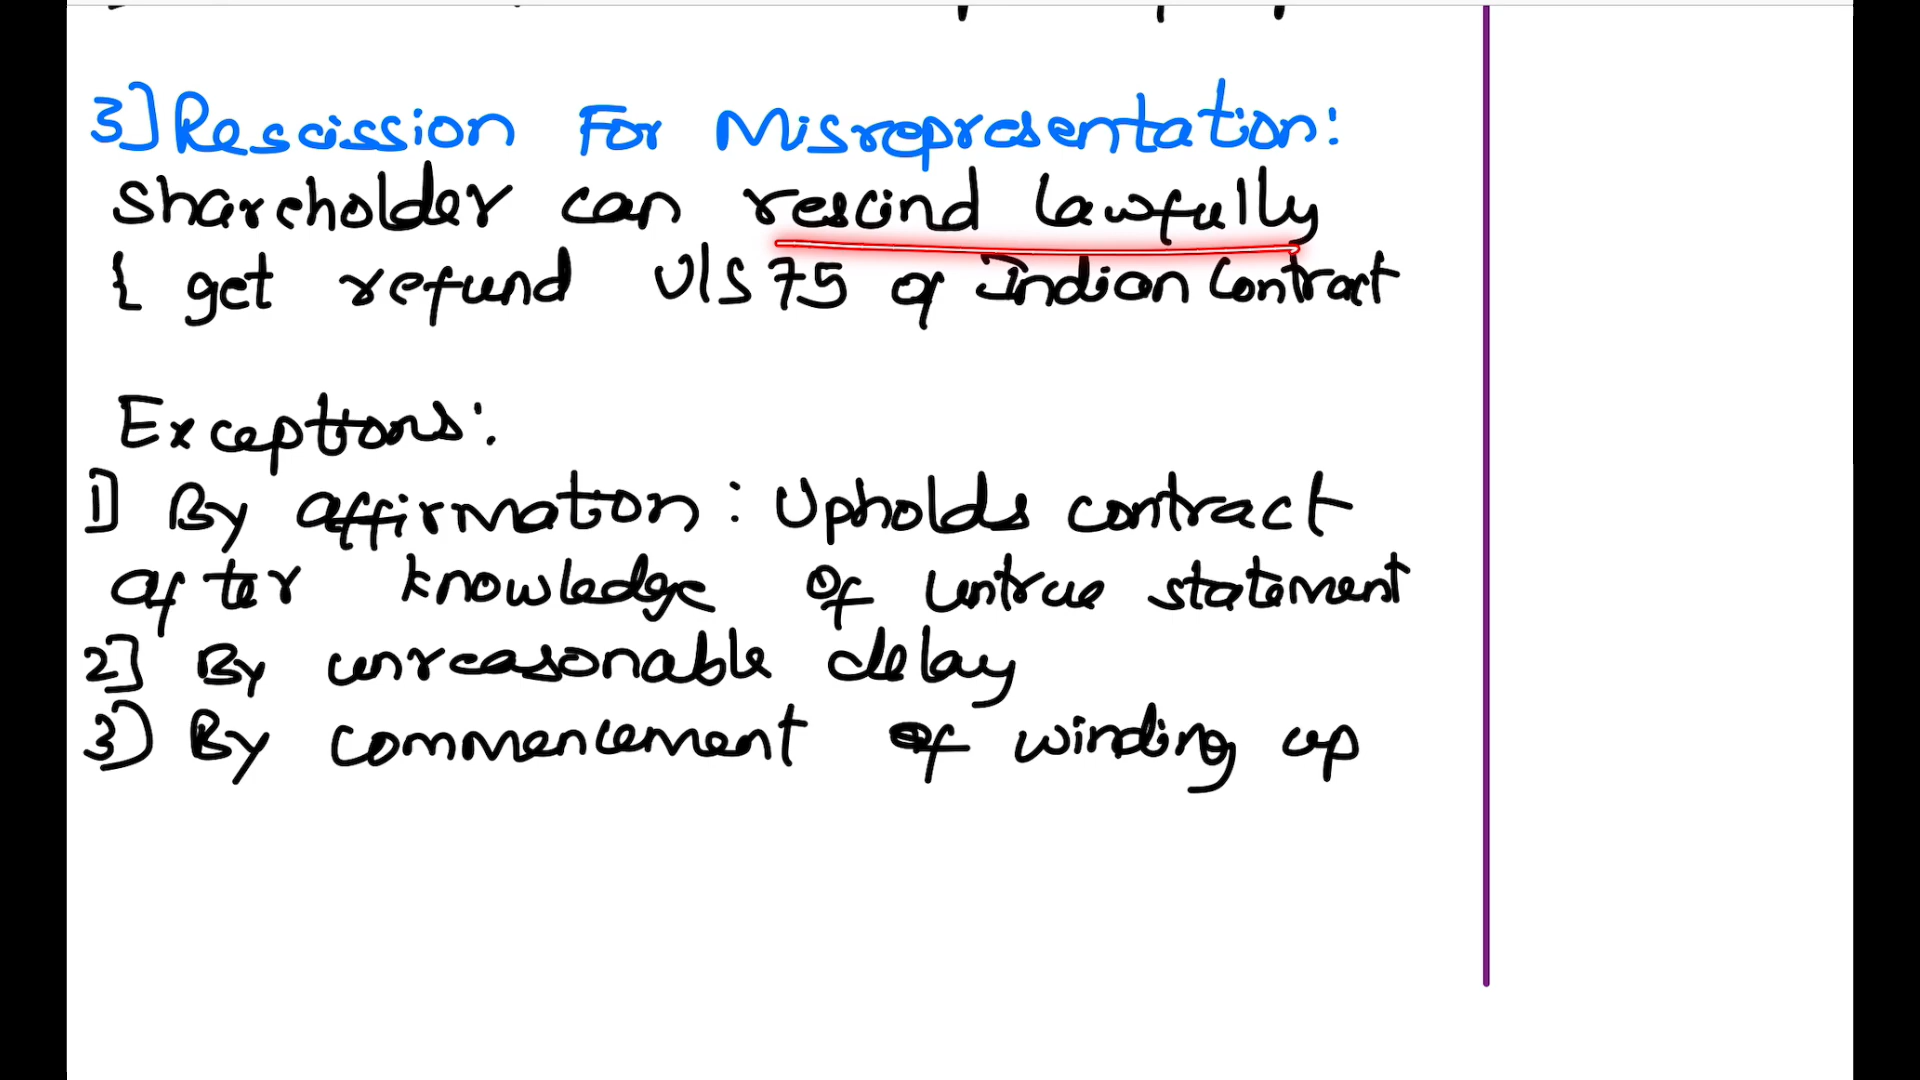 3] Rescission For Misrepresentation:
Shareholder can rescind lawfully
{ get refund U/S 75 of Indian Contract
Exceptions:
1] By affirmation : Upholds contract
after knowledge of untrue statement
2] By unreasonable delay
3) By commencement of winding up